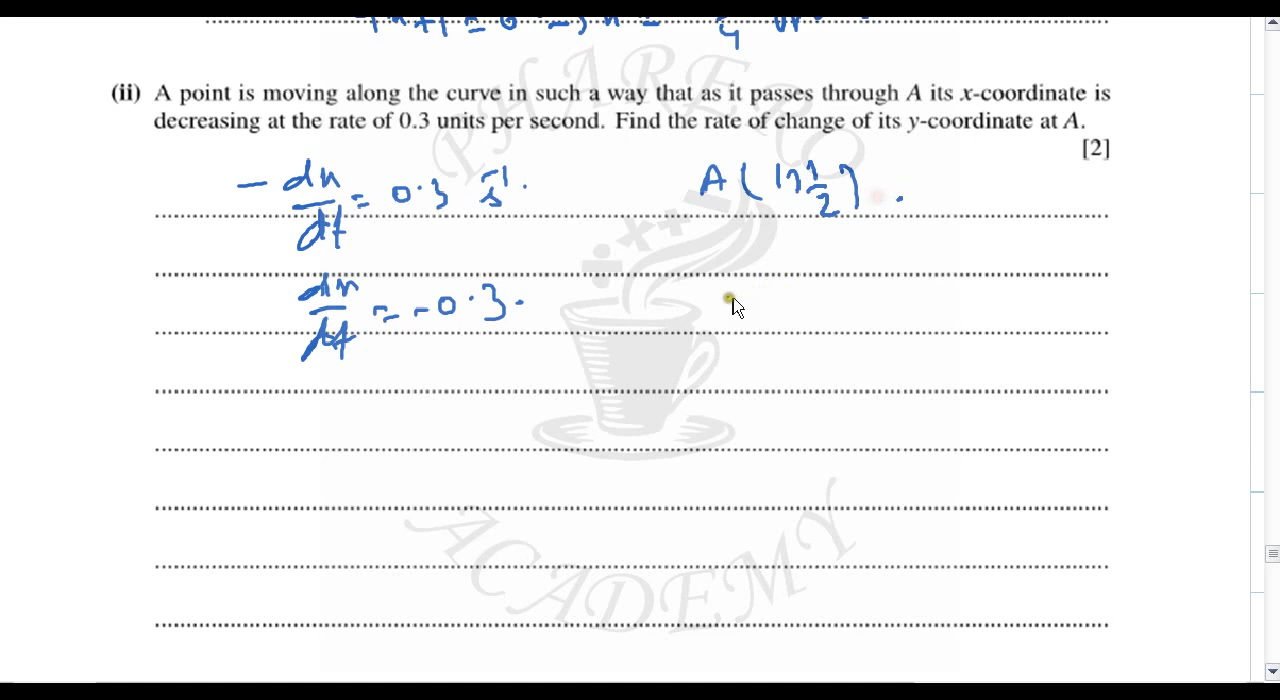 (ii) A point is moving along the curve in such a way that as it passes through A its x-coordinate is
decreasing at the rate of 0.3 units per second. Find the rate of change of its y-coordinate at A.
[2]
- dx/dt = 0.3 s⁻¹. A(1, 1/2).
dx/dt = -0.3.
PHARERO
ACADEMY